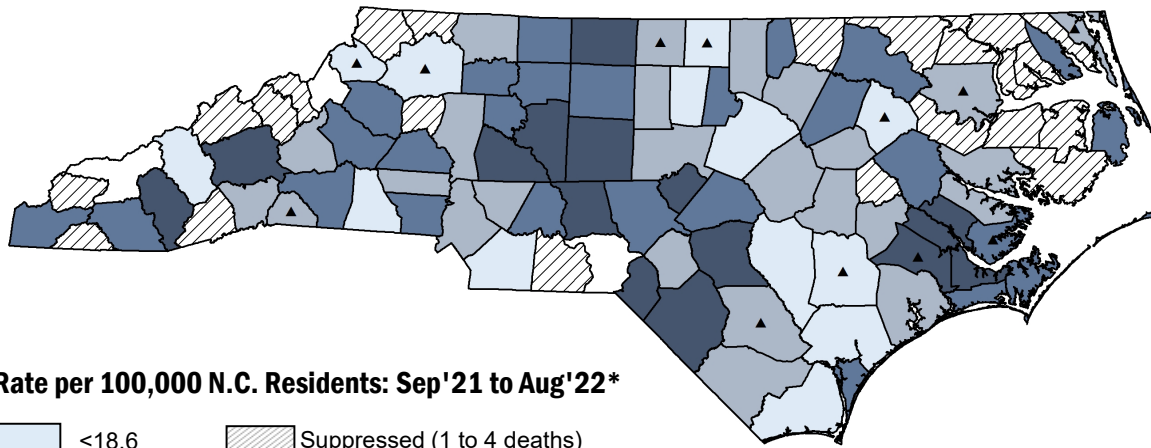 Rate per 100,000 N.C. Residents: Sep'21 to Aug'22*
<18.6
Suppressed (1 to 4 deaths)